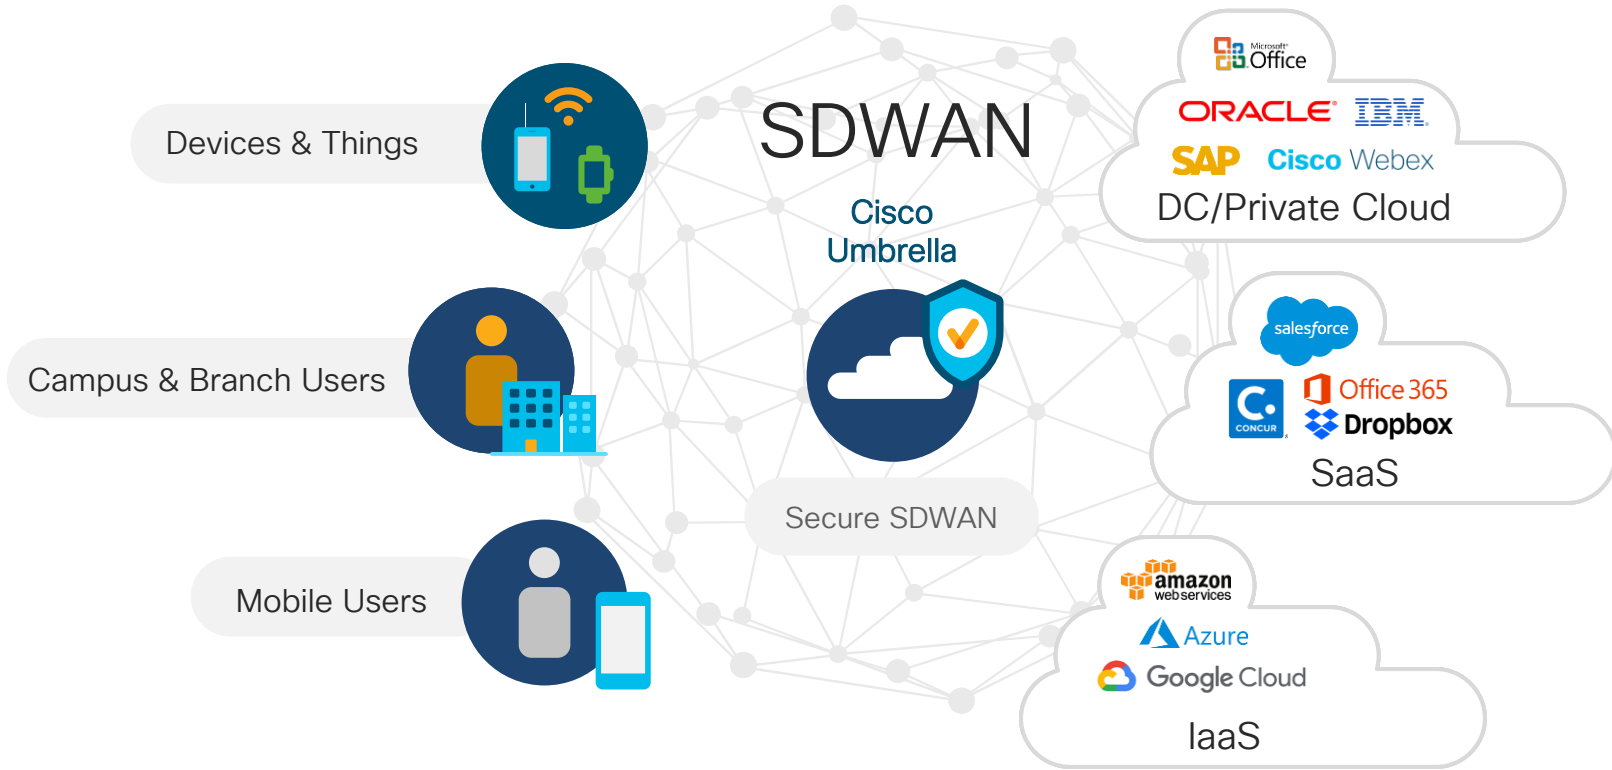 Devices & Things
Campus & Branch Users
Mobile Users
SDWAN
Cisco
Umbrella
Secure SDWAN
Microsoft®
Office
ORACLE®
IBM®
SAP
Cisco Webex
DC/Private Cloud
salesforce
C.
CONCUR
Office 365
Dropbox
SaaS
amazon
webservices
Azure
Google Cloud
IaaS